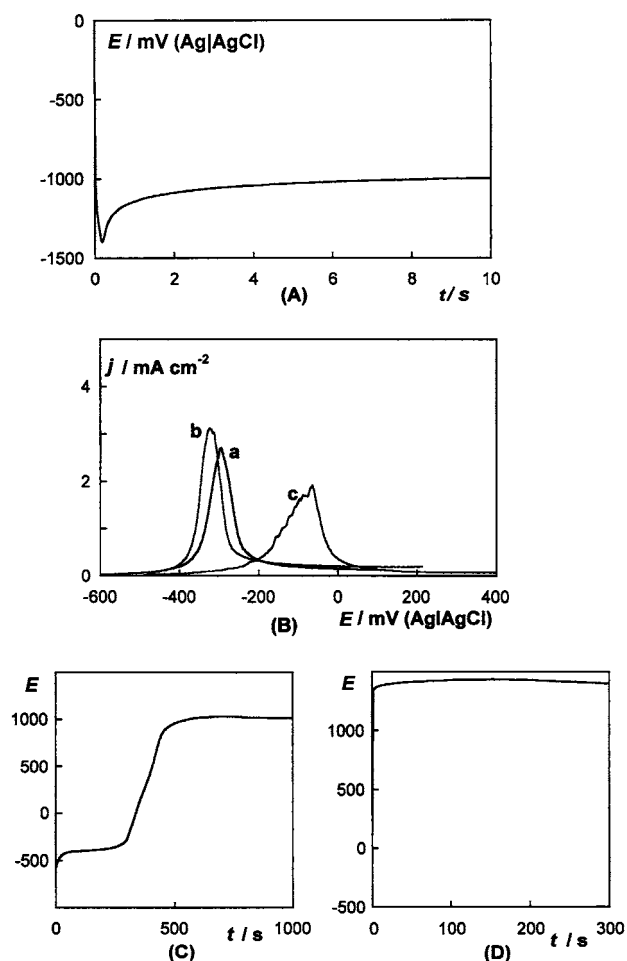 0
E / mV (Ag|AgCl)
-500
-1000
-1500
0 2 4 6 8 10
(A) t/ s
j / mA cm-2
4
b
a
2
c
0
-600 -400 -200 0 200 400
(B) E / mV (Ag|AgCl)
E
1000
500
0
-500
0 500 1000
(C) t / s
E
1000
500
0
-500
0 100 200 300
(D) t / s